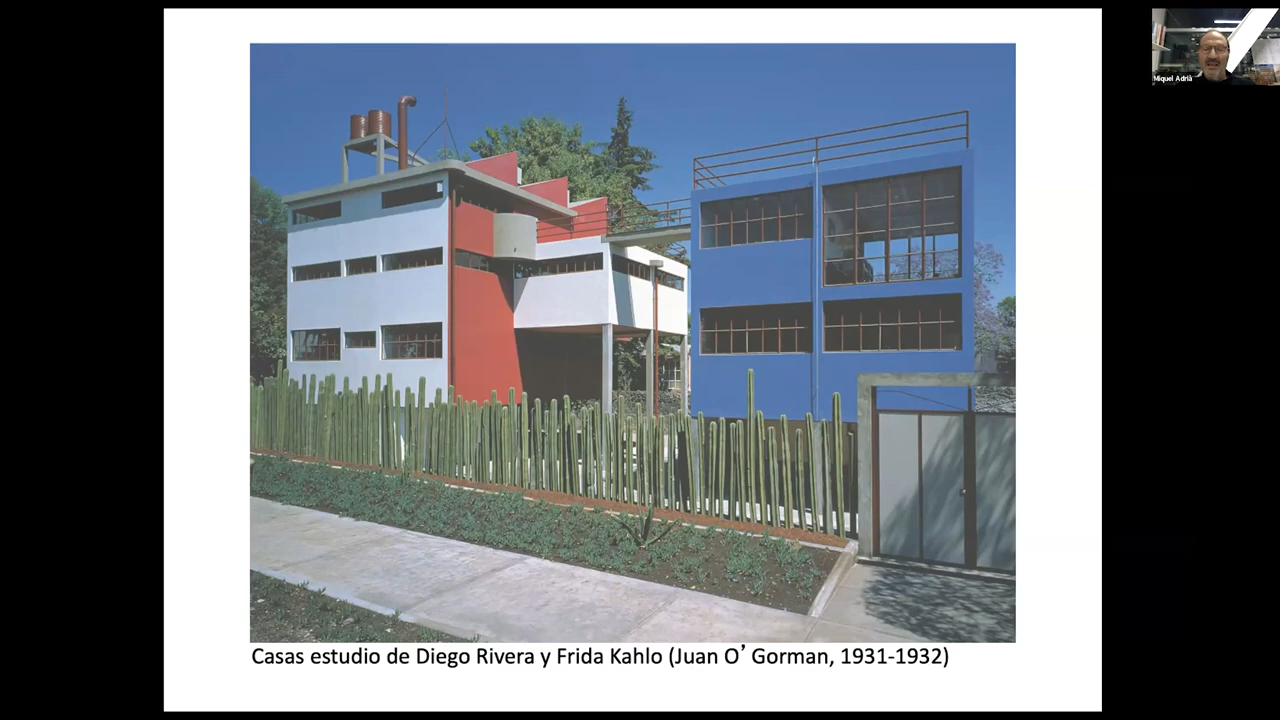 Miquel Adrià
Casas estudio de Diego Rivera y Frida Kahlo (Juan O’ Gorman, 1931-1932)